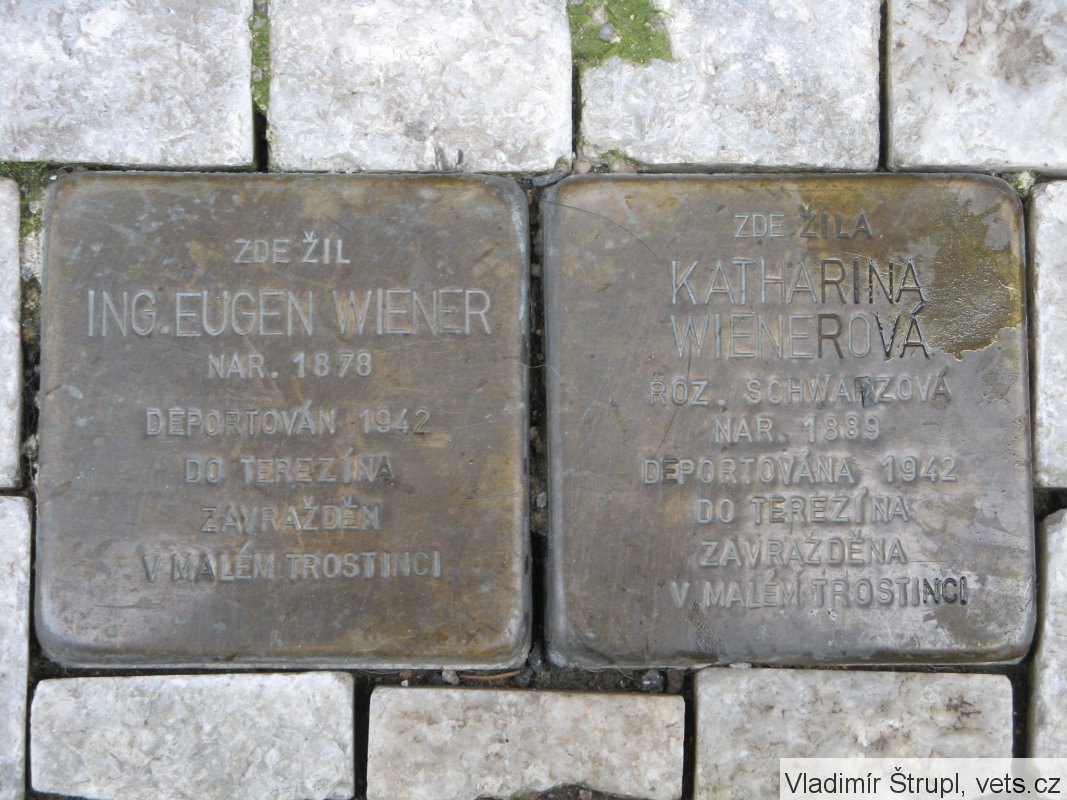 ZDE ŽIL
ING. EUGEN WIENER
NAR. 1878
DEPORTOVÁN 1942
DO TEREZÍNA
ZAVRAŽDĚN
V MALÉM TROSTINCI
ZDE ŽILA
KATHARINA
WIENEROVÁ
ROZ. SCHWARZOVÁ
NAR. 1889
DEPORTOVÁNA 1942
DO TEREZÍNA
ZAVRAŽDĚNA
V MALÉM TROSTINCI
Vladimír Štrupl, vets.cz